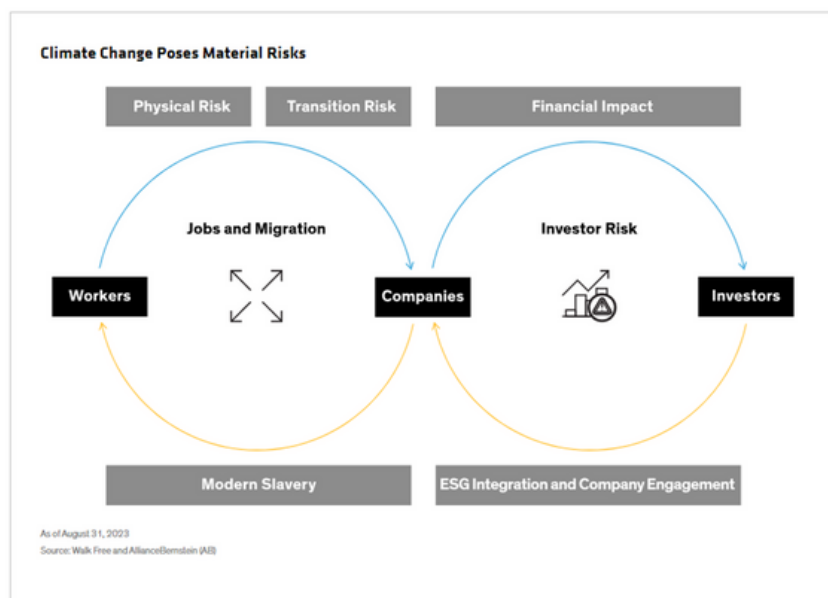 Climate Change Poses Material Risks
Physical Risk
Transition Risk
Financial Impact
Jobs and Migration
Investor Risk
Workers
Companies
Investors
Modern Slavery
ESG Integration and Company Engagement
As of August 31, 2023
Source: Walk Free and AllianceBernstein (AB)